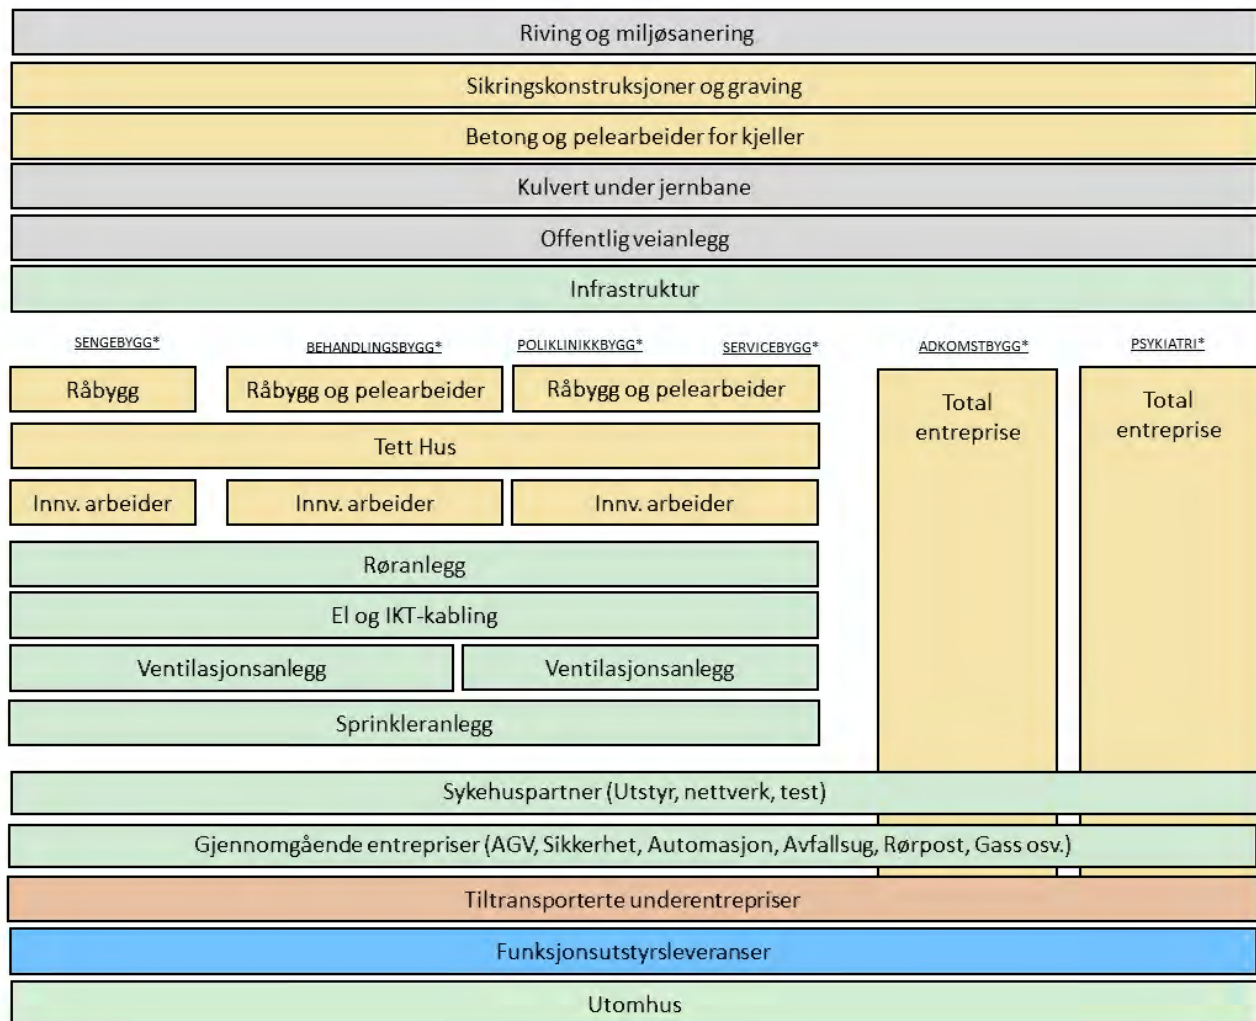 Riving og miljøsanering
Sikringskonstruksjoner og graving
Betong og pelearbeider for kjeller
Kulvert under jernbane
Offentlig veianlegg
Infrastruktur
SENGEBYGG* BEHANDLINGSBYGG* POLIKLINIKKBYGG* SERVICEBYGG* ADKOMSTBYGG* PSYKIATRI*
Råbygg Råbygg og pelearbeider Råbygg og pelearbeider
Total entreprise
Total entreprise
Tett Hus
Innv. arbeider Innv. arbeider Innv. arbeider
Røranlegg
El og IKT-kabling
Ventilasjonsanlegg Ventilasjonsanlegg
Sprinkleranlegg
Sykehuspartner (Utstyr, nettverk, test)
Gjennomgående entrepriser (AGV, Sikkerhet, Automasjon, Avfallsug, Rørpost, Gass osv.)
Tiltransporterte underentrepriser
Funksjonsutstyrsleveranser
Utomhus